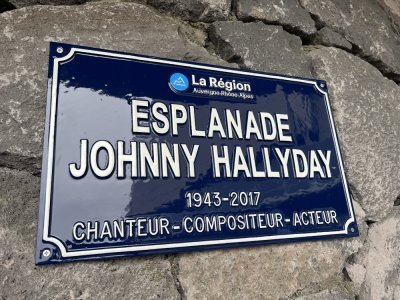 La Région
Auvergne-Rhône-Alpes
ESPLANADE
JOHNNY HALLYDAY
1943-2017
CHANTEUR-COMPOSITEUR-ACTEUR